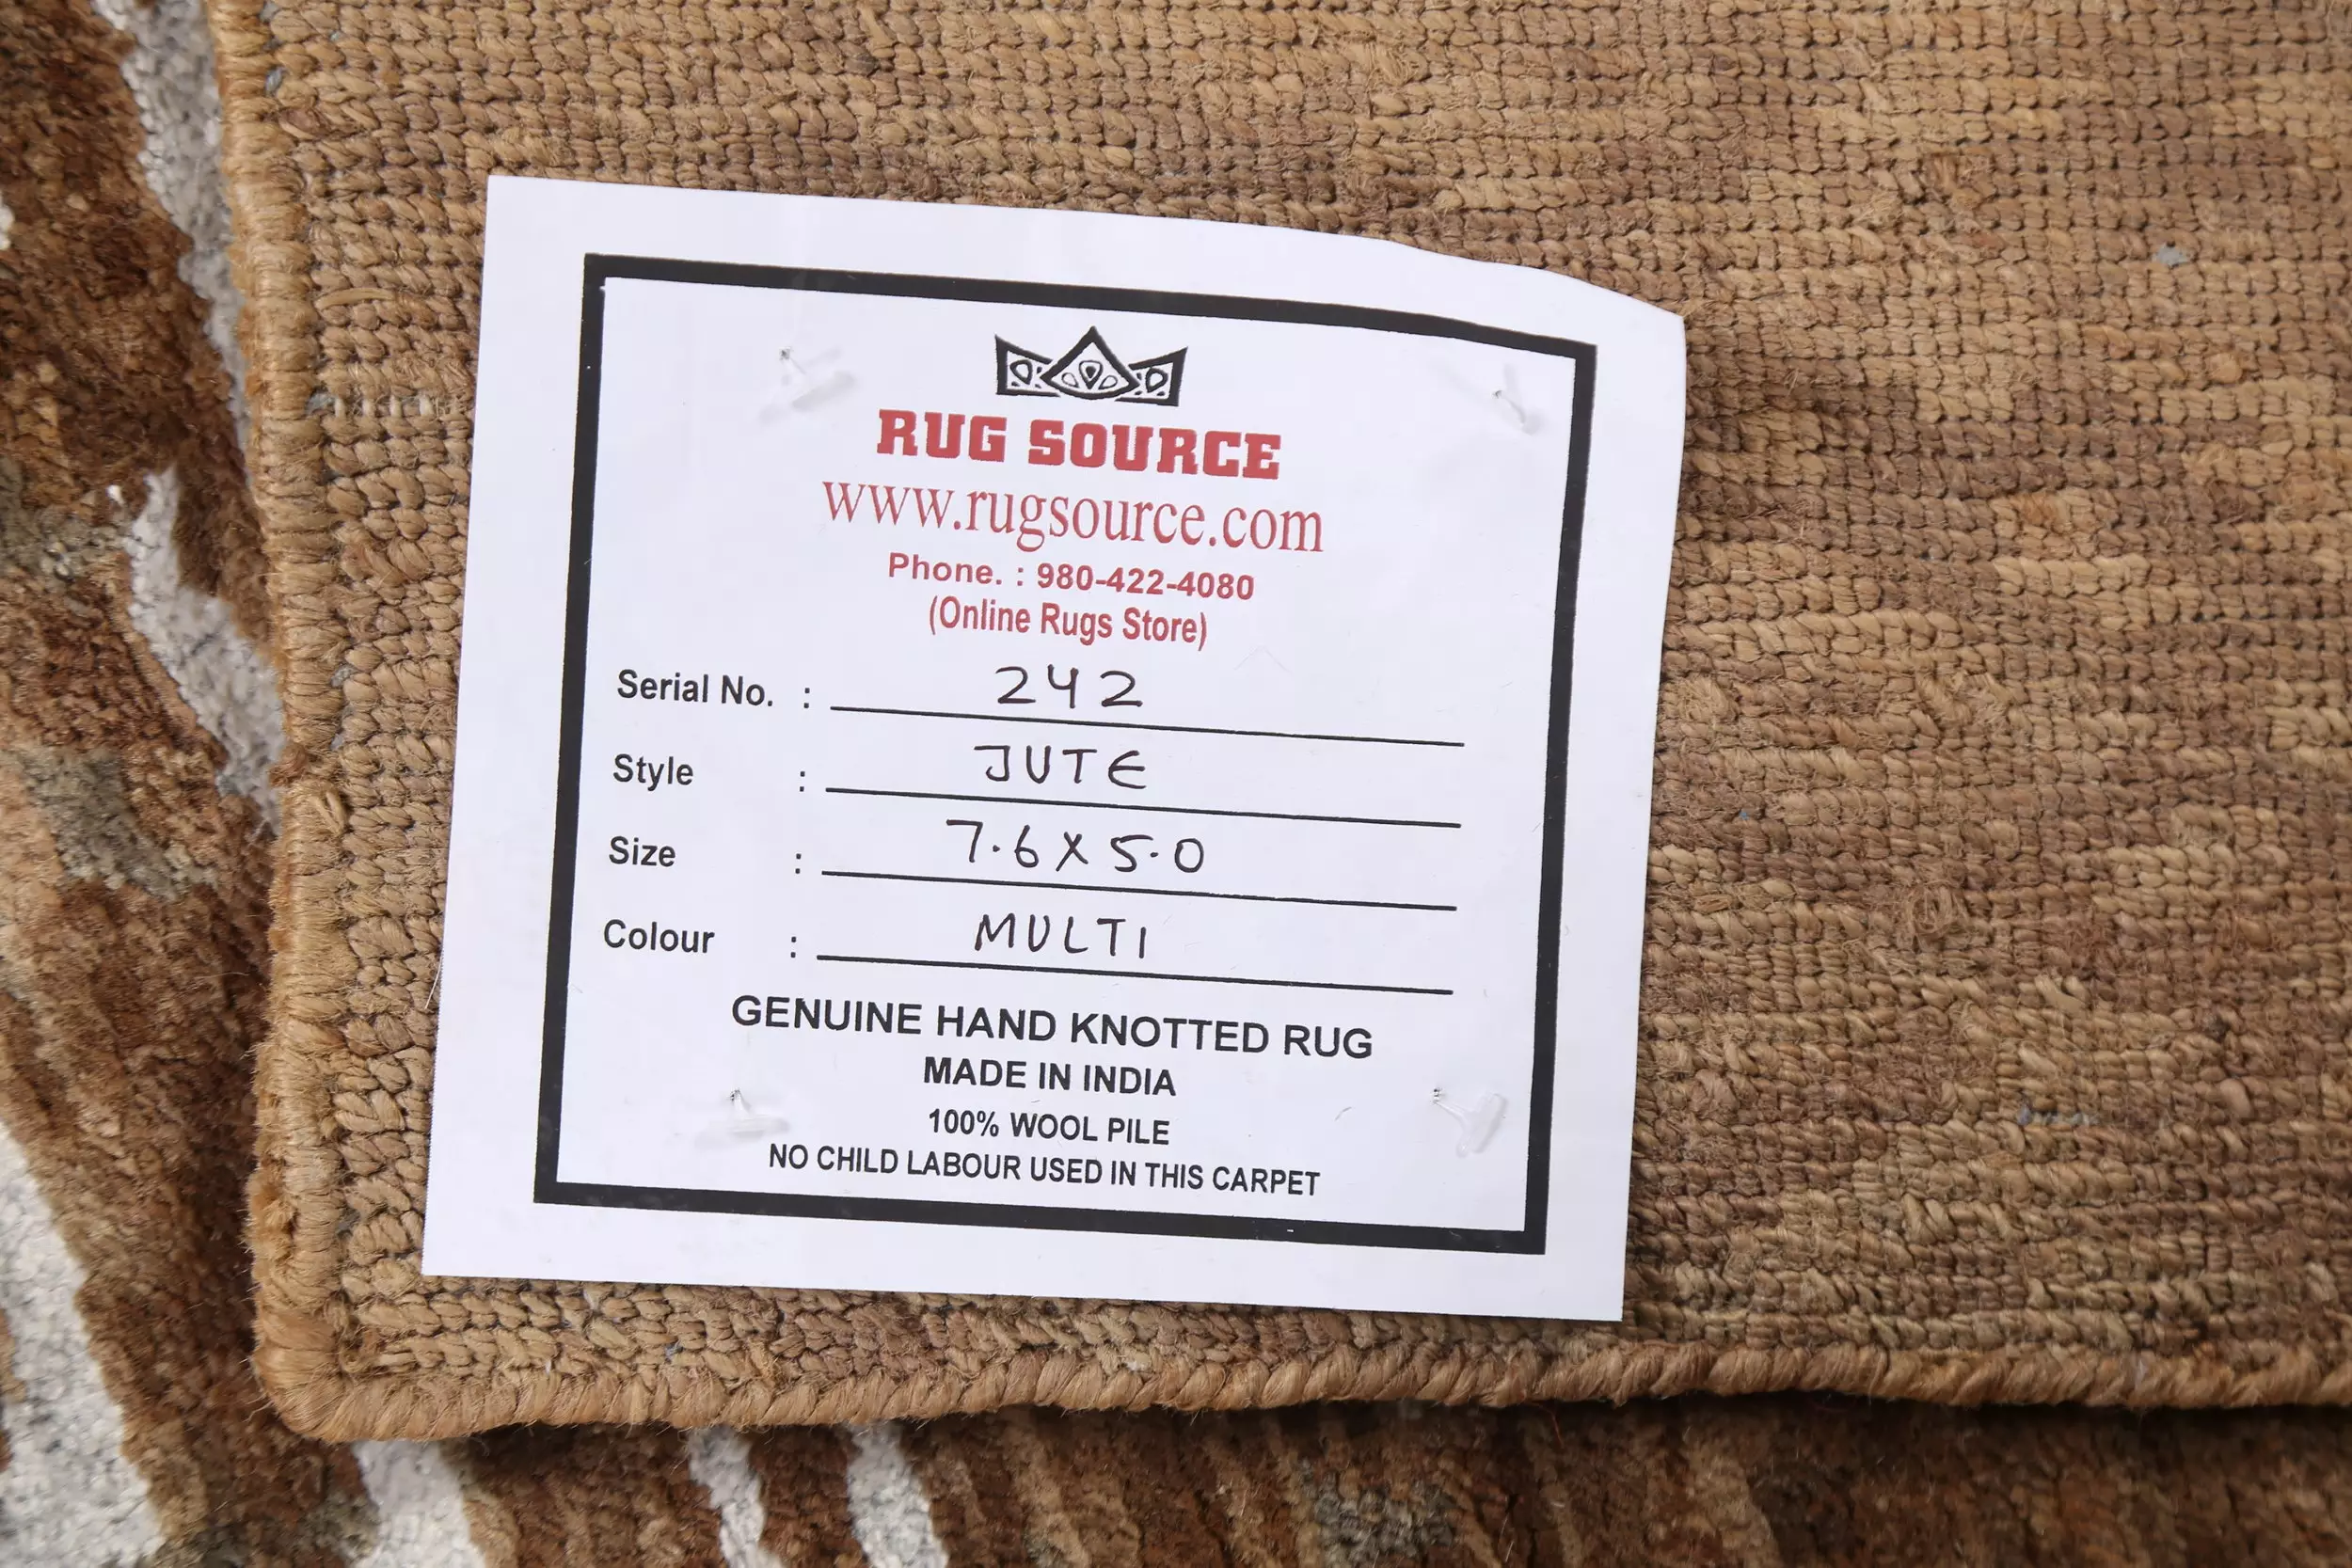 RUG SOURCE
www.rugsource.com
Phone. : 980-422-4080
(Online Rugs Store)
Serial No. : 242
Style : JUTE
Size : 7.6 X 5.0
Colour : MULTI
GENUINE HAND KNOTTED RUG
MADE IN INDIA
100% WOOL PILE
NO CHILD LABOUR USED IN THIS CARPET